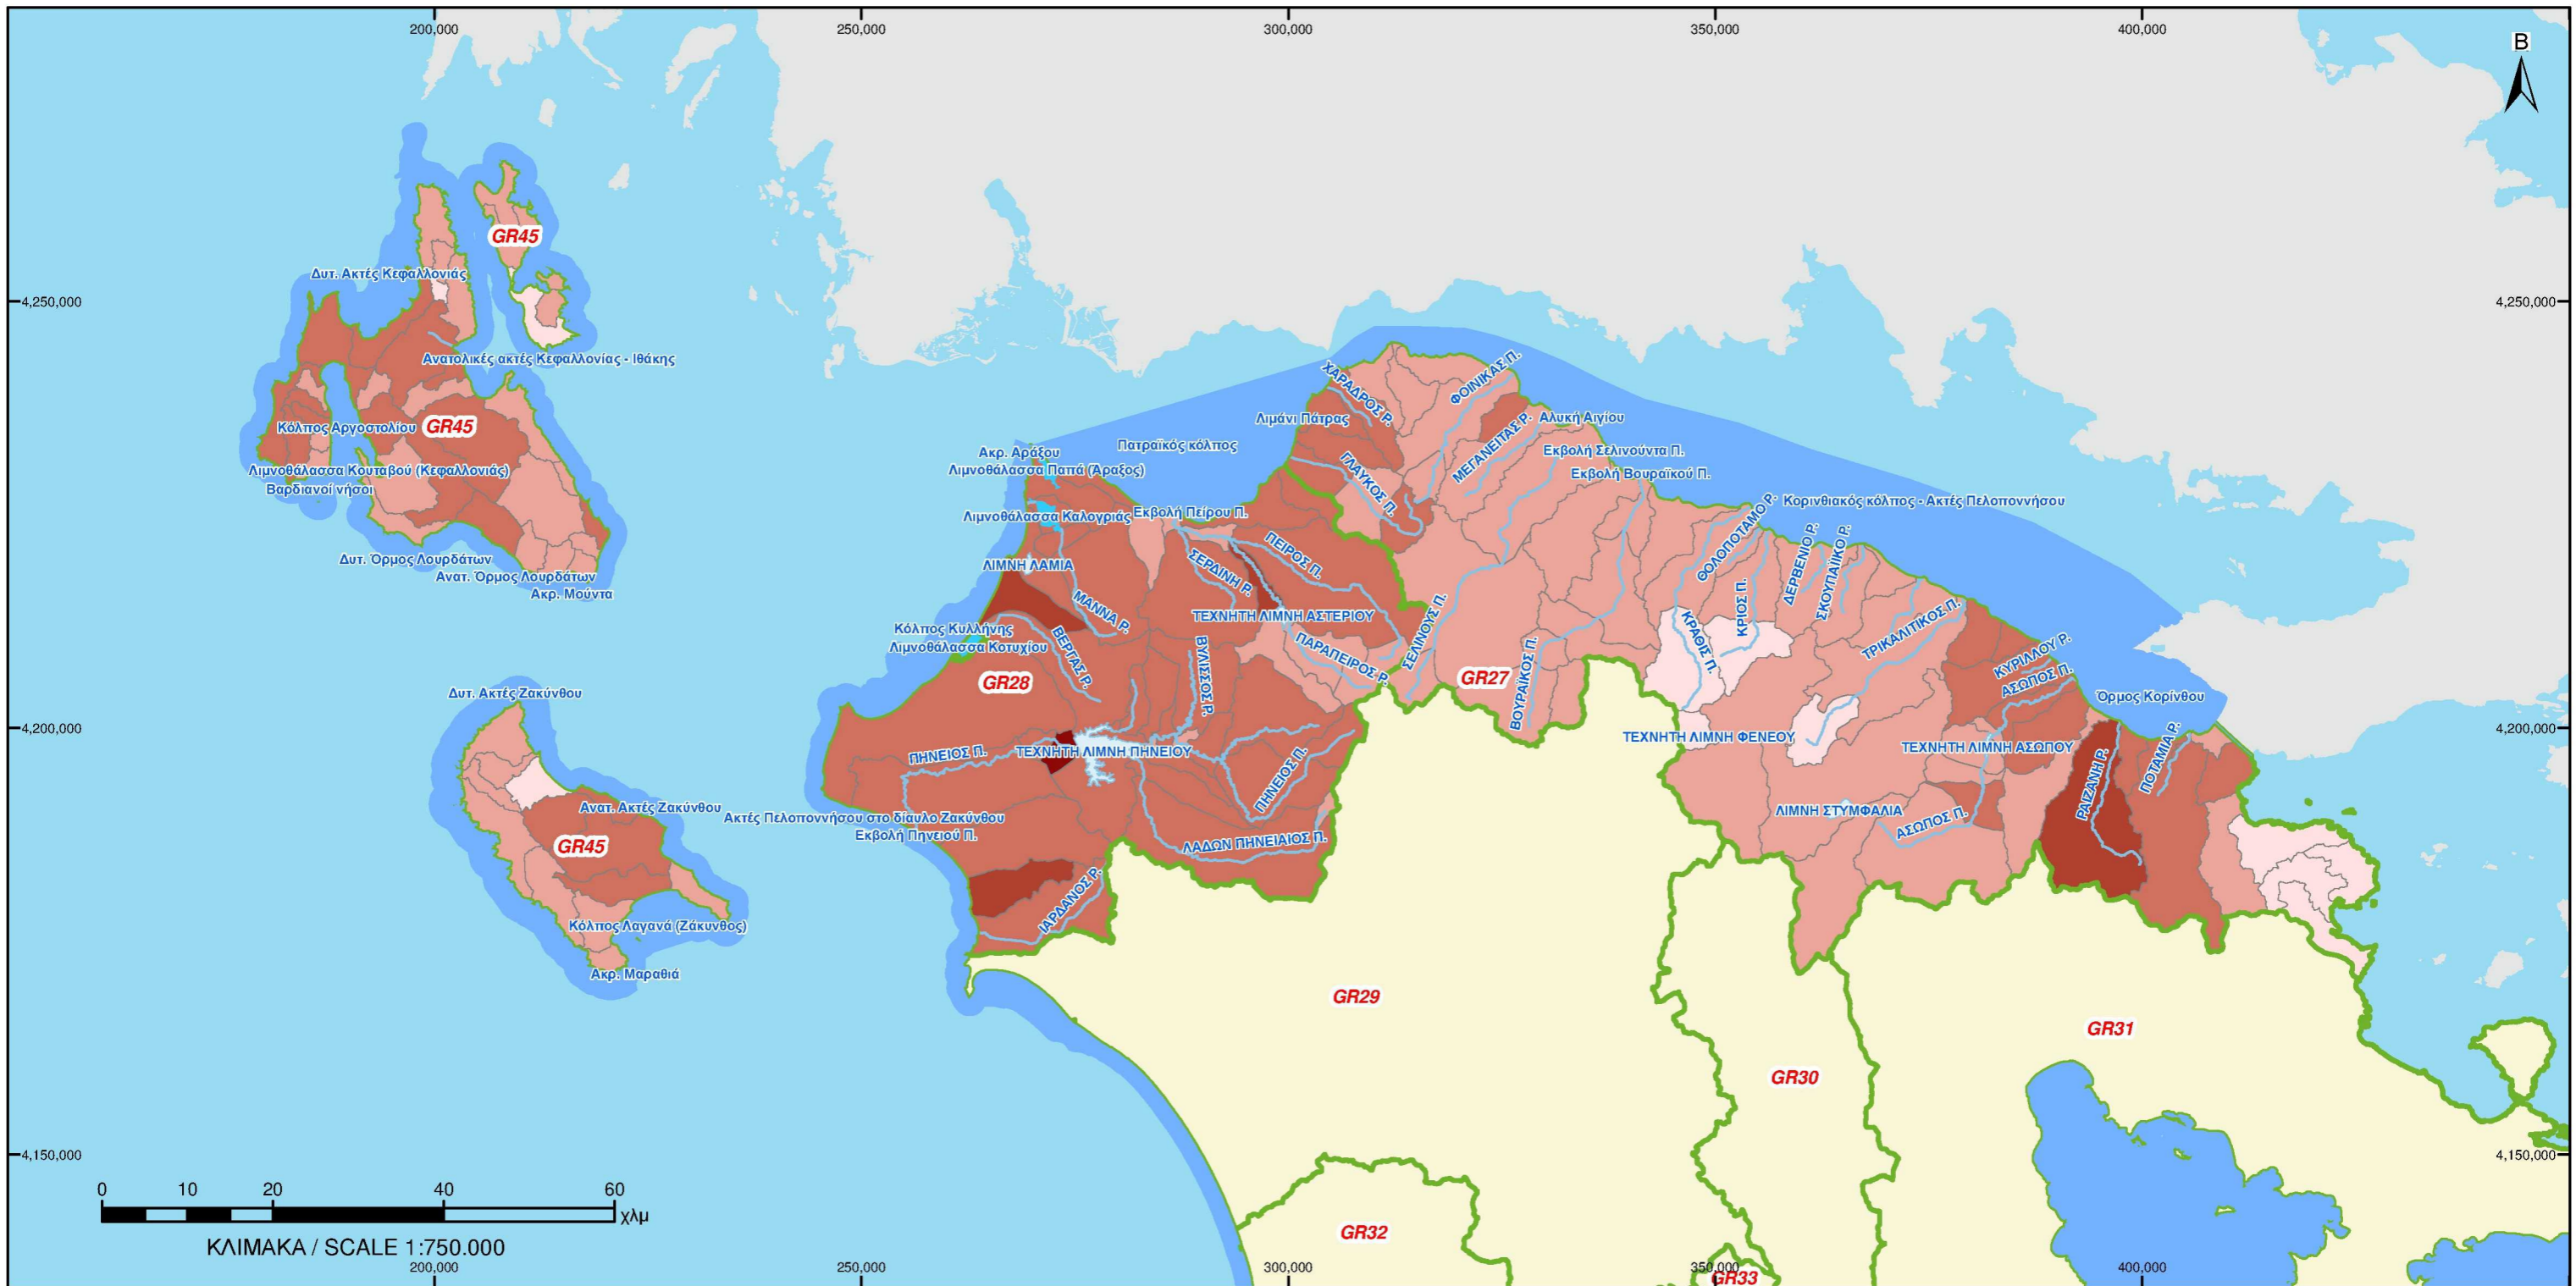 200,000
250,000
300,000
350,000
400,000
B
GR45
Δυτ. Ακτές Κεφαλλονιάς
4,250,000
4,250,000
Ανατολικές ακτές Κεφαλλονίας - Ιθάκης
ΧΑΡΑΔΡΟΣ Ρ.
ΦΟΙΝΙΚΑΣ Π.
Λιμάνι Πάτρας
ΜΕΓΑΝΕΙΤΑΣ Ρ.
Αλυκή Αιγίου
Κόλπος Αργοστολίου
GR45
Πατραϊκός κόλπος
Ακρ. Αράξου
Εκβολή Σελινούντα Π.
Λιμνοθάλασσα Κουταβού (Κεφαλλονιάς)
Λιμνοθάλασσα Παπά (Άραξος)
ΓΛΑΥΚΟΣ Π.
Εκβολή Βουραϊκού Π.
Βαρδιανοί νήσοι
Κορινθιακός κόλπος - Ακτές Πελοποννήσου
Λιμνοθάλασσα Καλογριάς
Εκβολή Πείρου Π.
ΘΟΛΟΠΟΤΑΜΟ Ρ.
Δυτ. Όρμος Λουρδάτων
ΛΙΜΝΗ ΛΑΜΙΑ
ΣΕΡΔΙΝΗ Ρ.
ΠΕΙΡΟΣ Π.
ΔΕΡΒΕΝΙΟ Ρ.
ΣΚΟΥΠΑΪΚΟ Ρ.
Ανατ. Όρμος Λουρδάτων
Ακρ. Μούντα
ΜΑΝΝΑ Ρ.
ΤΕΧΝΗΤΗ ΛΙΜΝΗ ΑΣΤΕΡΙΟΥ
ΚΡΙΟΣ Π.
Κόλπος Κυλλήνης
Λιμνοθάλασσα Κοτυχίου
ΒΕΡΓΑΣ Ρ.
ΠΑΡΑΠΕΙΡΟΣ Ρ.
ΣΕΛΙΝΟΥΣ Π.
ΚΡΑΘΙΣ Π.
ΤΡΙΚΑΛΙΤΙΚΟΣ Π.
ΚΥΡΙΛΛΟΥ Ρ.
GR28
ΒΥΛΙΣΣΟΣ Ρ.
GR27
ΒΟΥΡΑΪΚΟΣ Π.
ΑΣΩΠΟΣ Π.
Δυτ. Ακτές Ζακύνθου
Όρμος Κορίνθου
4,200,000
4,200,000
ΠΗΝΕΙΟΣ Π.
ΤΕΧΝΗΤΗ ΛΙΜΝΗ ΠΗΝΕΙΟΥ
ΤΕΧΝΗΤΗ ΛΙΜΝΗ ΦΕΝΕΟΥ
ΤΕΧΝΗΤΗ ΛΙΜΝΗ ΑΣΩΠΟΥ
ΠΗΝΕΙΟΣ Π.
ΡΑΙΖΑΝΗ Ρ.
ΠΟΤΑΜΙΑ Ρ.
Ανατ. Ακτές Ζακύνθου
Ακτές Πελοποννήσου στο δίαυλο Ζακύνθου
ΛΙΜΝΗ ΣΤΥΜΦΑΛΙΑ
ΑΣΩΠΟΣ Π.
Εκβολή Πηνειού Π.
GR45
ΛΑΔΩΝ ΠΗΝΕΙΑΙΟΣ Π.
ΙΑΡΔΑΝΟΣ Ρ.
Κόλπος Λαγανά (Ζάκυνθος)
Ακρ. Μαραθιά
GR29
GR31
GR30
4,150,000
4,150,000
0 10 20 40 60
χλμ
GR32
ΚΛΙΜΑΚΑ / SCALE 1:750.000
200,000
250,000
300,000
350,000
400,000
GR33